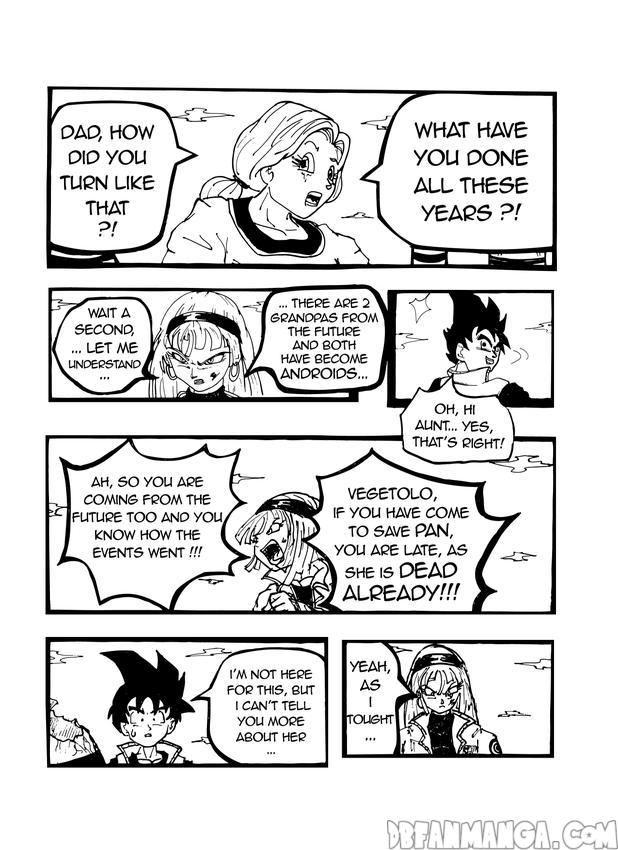 DAD, HOW
DID YOU
TURN LIKE
THAT
?!
WHAT HAVE
YOU DONE
ALL THESE
YEARS ?!
WAIT A
SECOND,
... LET ME
UNDERSTAND
...
... THERE ARE 2
GRANDPAS FROM
THE FUTURE
AND BOTH
HAVE BECOME
ANDROIDS...
OH, HI
AUNT... YES,
THAT'S RIGHT!
AH, SO YOU ARE
COMING FROM THE
FUTURE TOO AND YOU
KNOW HOW THE
EVENTS WENT !!!
VEGETOLO,
IF YOU HAVE COME
TO SAVE PAN,
YOU ARE LATE, AS
SHE IS DEAD
ALREADY!!!
I'M NOT HERE
FOR THIS, BUT
I CAN'T TELL
YOU MORE
ABOUT HER
...
YEAH,
AS
I
TOUGHT
...
DBFANMANGA.COM